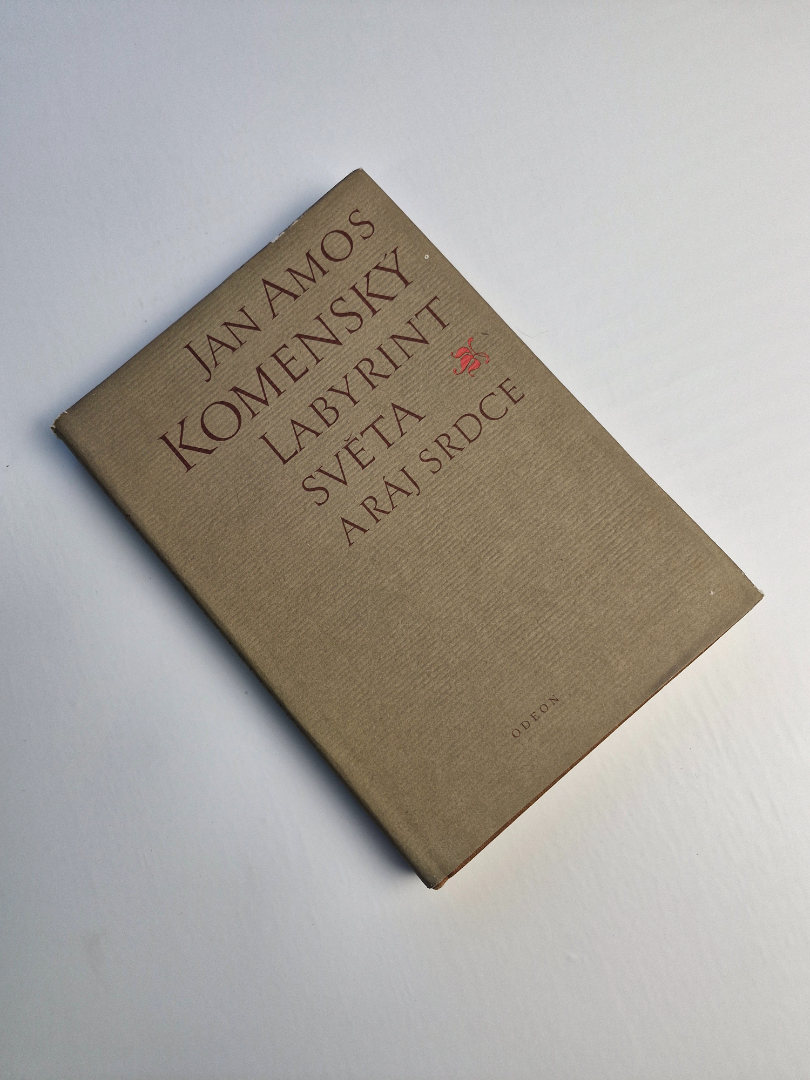 JAN AMOS
KOMENSKÝ
LABYRINT
SVĚTA
A RÁJ SRDCE
ODEON